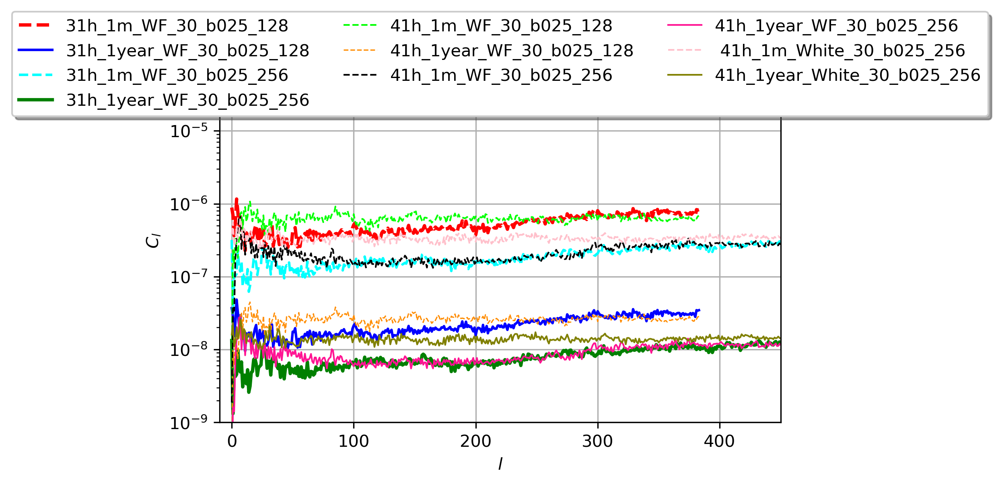 31h_1m_WF_30_b025_128
31h_1year_WF_30_b025_128
31h_1m_WF_30_b025_256
31h_1year_WF_30_b025_256
41h_1m_WF_30_b025_128
41h_1year_WF_30_b025_128
41h_1m_WF_30_b025_256
41h_1year_WF_30_b025_256
41h_1m_White_30_b025_256
41h_1year_White_30_b025_256
10⁻⁵
10⁻⁶
10⁻⁷
10⁻⁸
10⁻⁹
C_l
0 100 200 300 400
l